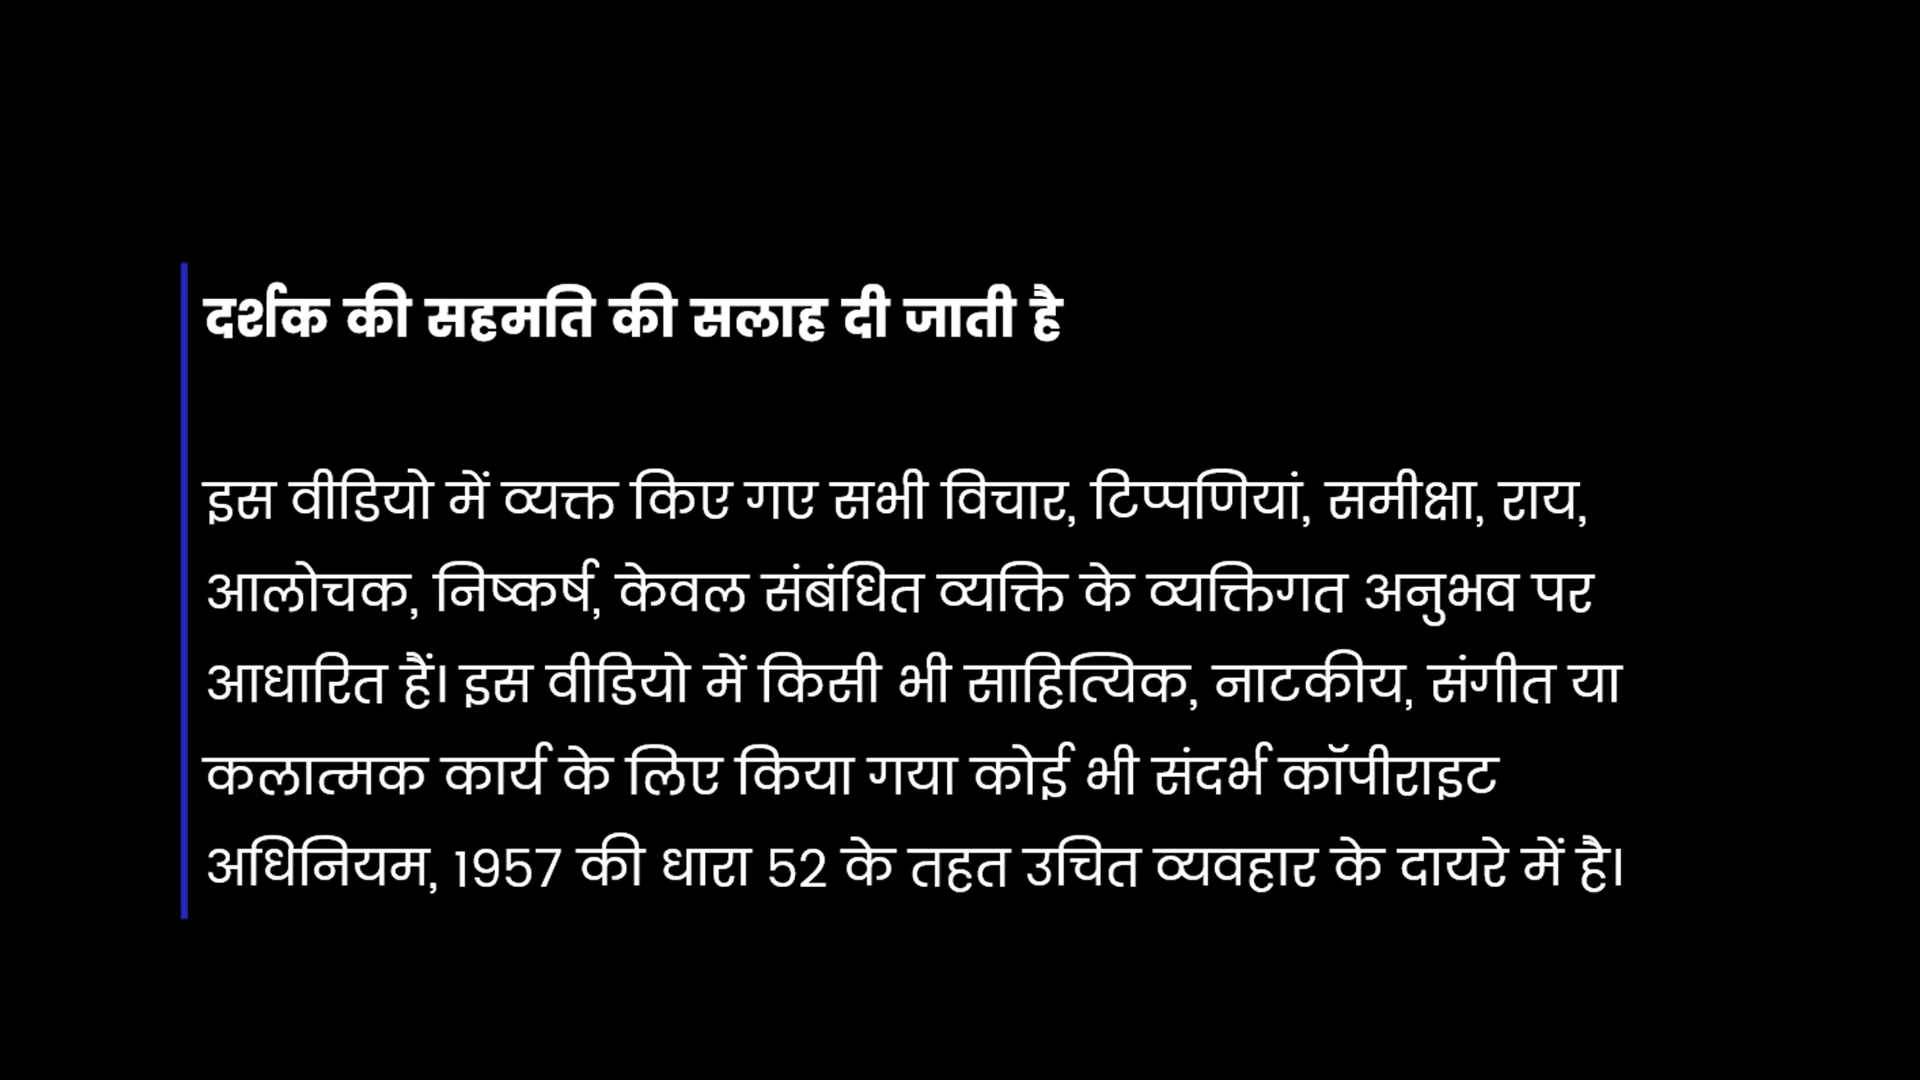 दर्शक की सहमति की सलाह दी जाती है
इस वीडियो में व्यक्त किए गए सभी विचार, टिप्पणियां, समीक्षा, राय,
आलोचक, निष्कर्ष, केवल संबंधित व्यक्ति के व्यक्तिगत अनुभव पर
आधारित हैं। इस वीडियो में किसी भी साहित्यिक, नाटकीय, संगीत या
कलात्मक कार्य के लिए किया गया कोई भी संदर्भ कॉपीराइट
अधिनियम, 1957 की धारा 52 के तहत उचित व्यवहार के दायरे में है।